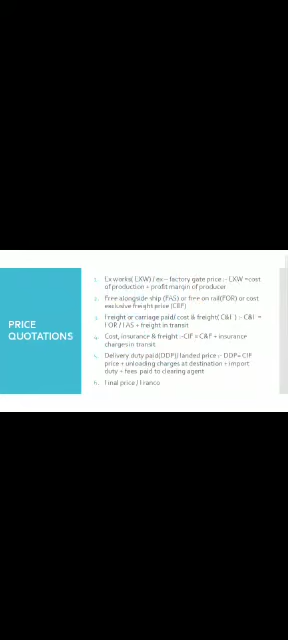 PRICE
QUOTATIONS
1. Ex works( EXW) / ex – factory gate price :- EXW =cost
of production + profit margin of producer
2. Free alongside ship (FAS) or free on rail(FOR) or cost
exclusive freight price (CEF)
3. Freight or carriage paid/ cost & freight( C&F ) :- C&F =
FOR / FAS + freight in transit
4. Cost, insurance & freight :-CIF = C&F + insurance
charges in transit
5. Delivery duty paid(DDP)/ landed price :- DDP= CIF
price + unloading charges at destination + import
duty + fees paid to clearing agent
6. Final price / Franco